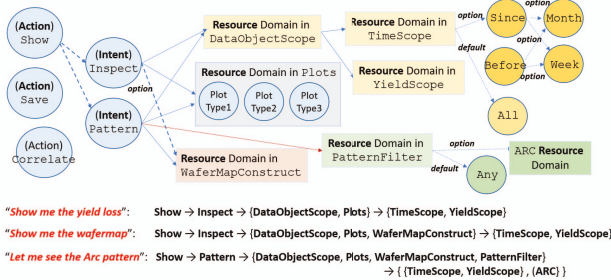 (Action)
Show
(Action)
Save
(Action)
Correlate
(Intent)
Inspect
option
(Intent)
Pattern
Resource Domain in
DataObjectScope
Resource Domain in Plots
Plot
Type1
Plot
Type2
Plot
Type3
Resource Domain in
WaferMapConstruct
Resource Domain in
TimeScope
Resource Domain in
YieldScope
Resource Domain in
PatternFilter
option
default
Since
option
Month
option
Before
option
Week
All
option
default
Any
ARC Resource
Domain
"Show me the yield loss": Show → Inspect → {DataObjectScope, Plots} → {TimeScope, YieldScope}
"Show me the wafermap": Show → Inspect → {DataObjectScope, Plots, WaferMapConstruct} → {TimeScope, YieldScope}
"Let me see the Arc pattern": Show → Pattern → {DataObjectScope, Plots, WaferMapConstruct, PatternFilter}
→ { {TimeScope, YieldScope} , {ARC} }